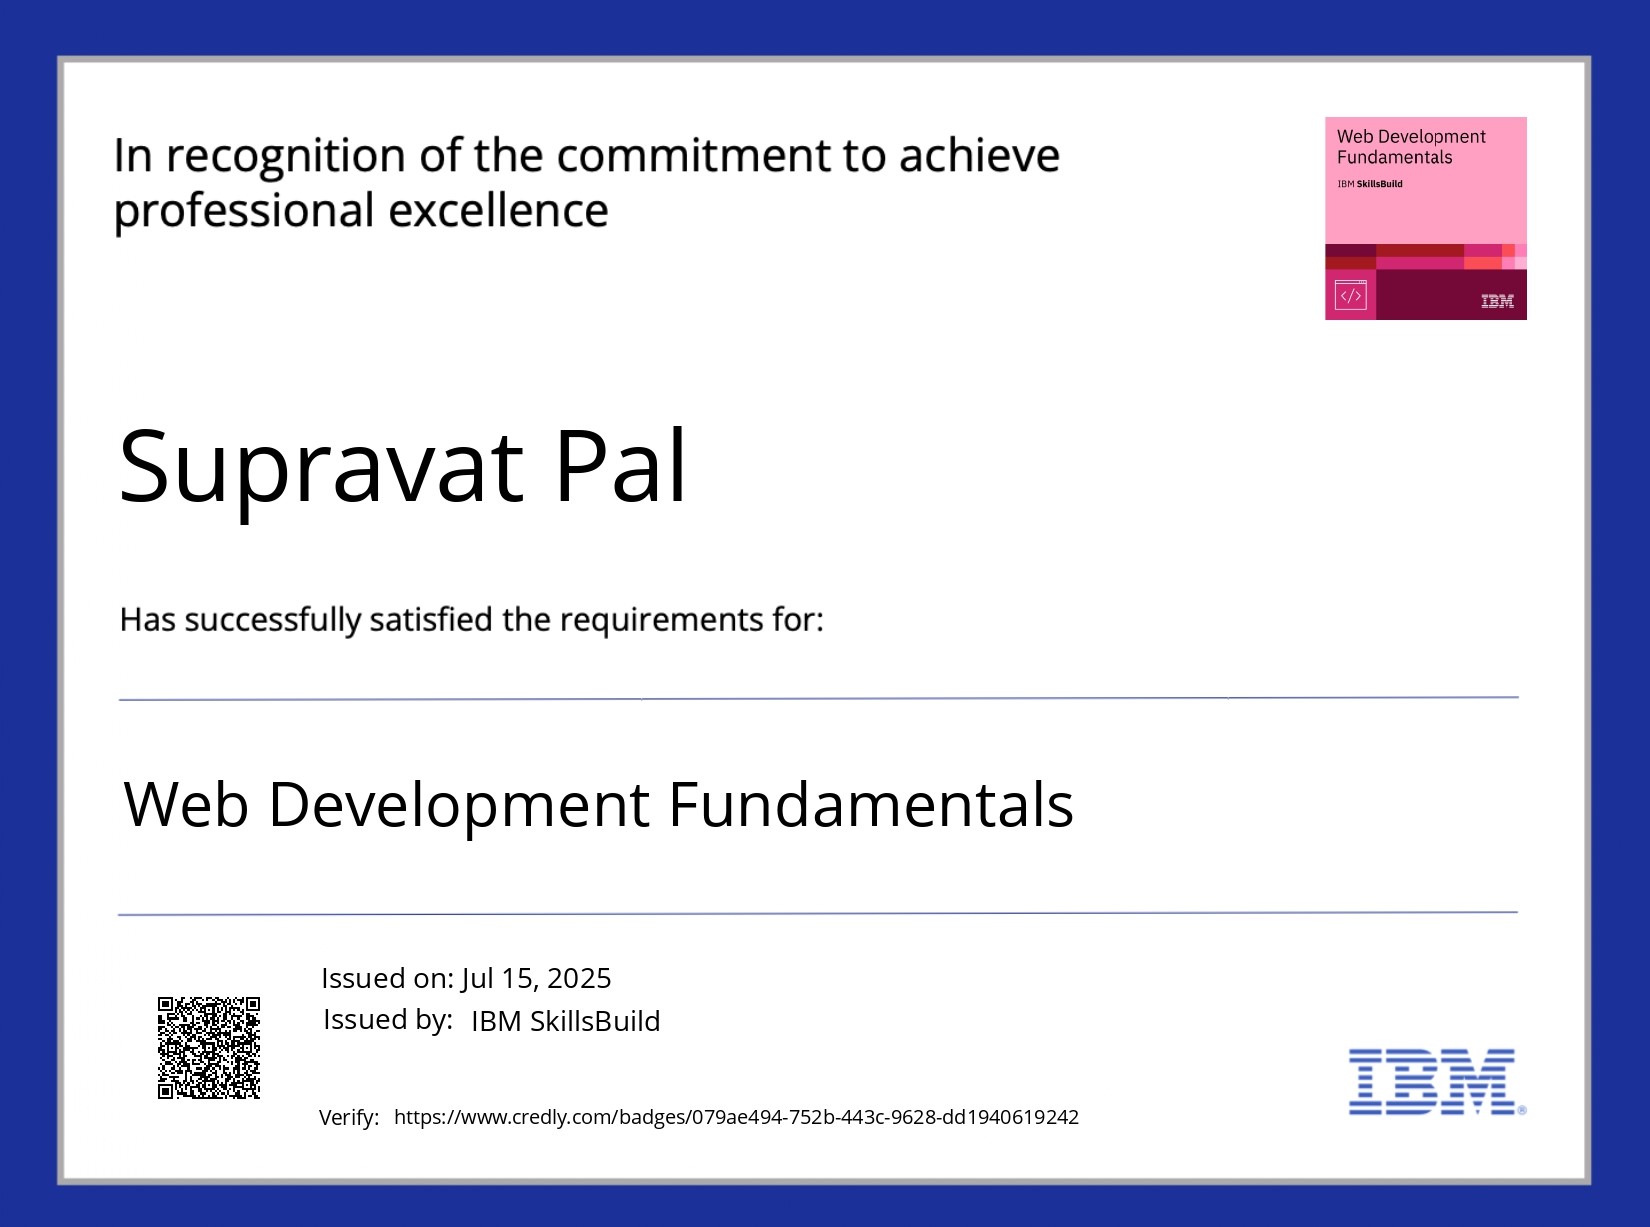 In recognition of the commitment to achieve
professional excellence
Web Development
Fundamentals
IBM SkillsBuild
</>
IBM
Supravat Pal
Has successfully satisfied the requirements for:
Web Development Fundamentals
Issued on: Jul 15, 2025
Issued by: IBM SkillsBuild
Verify: https://www.credly.com/badges/079ae494-752b-443c-9628-dd1940619242
IBM®